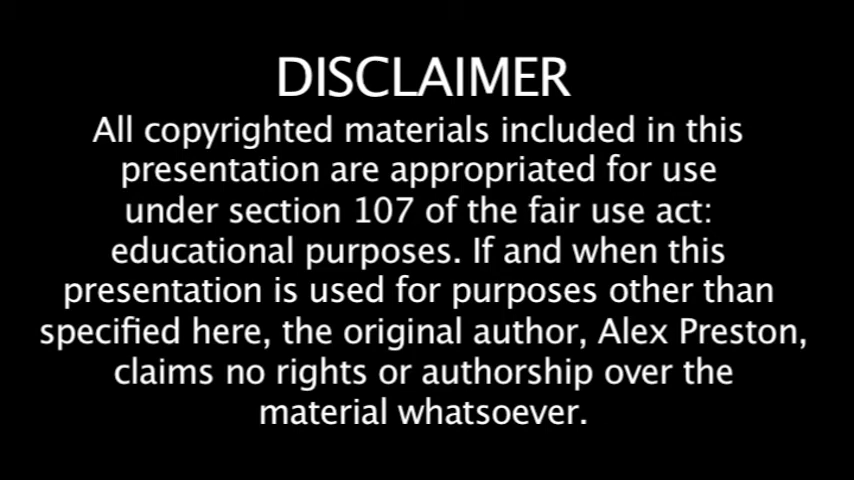 DISCLAIMER
All copyrighted materials included in this
presentation are appropriated for use
under section 107 of the fair use act:
educational purposes. If and when this
presentation is used for purposes other than
specified here, the original author, Alex Preston,
claims no rights or authorship over the
material whatsoever.